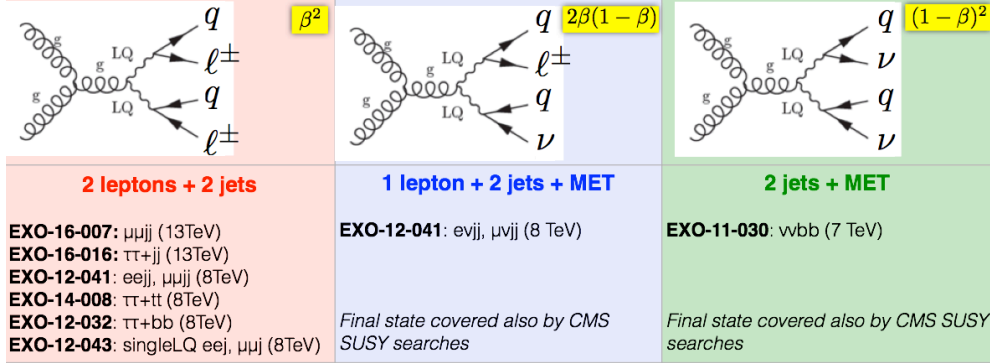 β²
g
g
g
LQ
LQ
q
ℓ±
q
ℓ±
2 leptons + 2 jets
EXO-16-007: μμjj (13TeV)
EXO-16-016: ττ+jj (13TeV)
EXO-12-041: eejj, μμjj (8TeV)
EXO-14-008: ττ+tt (8TeV)
EXO-12-032: ττ+bb (8TeV)
EXO-12-043: singleLQ eej, μμj (8TeV)
2β(1 − β)
g
g
g
LQ
LQ
q
ℓ±
q
ν
1 lepton + 2 jets + MET
EXO-12-041: evjj, μvjj (8 TeV)
Final state covered also by CMS
SUSY searches
(1 − β)²
g
g
g
LQ
LQ
q
ν
q
ν
2 jets + MET
EXO-11-030: vvbb (7 TeV)
Final state covered also by CMS SUSY
searches